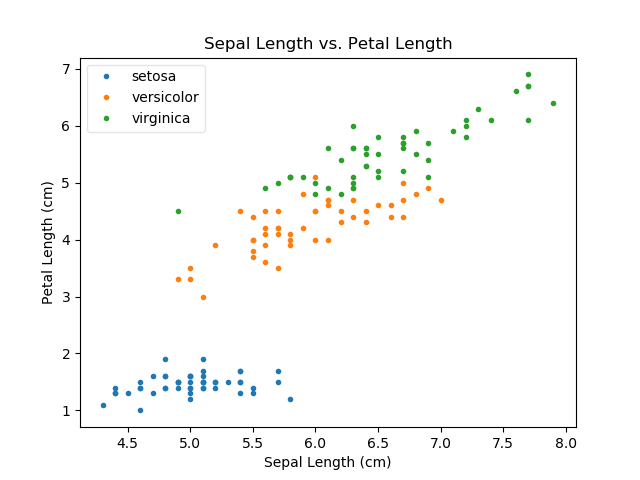 Sepal Length vs. Petal Length
setosa
versicolor
virginica
Petal Length (cm)
7
6
5
4
3
2
1
4.5 5.0 5.5 6.0 6.5 7.0 7.5 8.0
Sepal Length (cm)